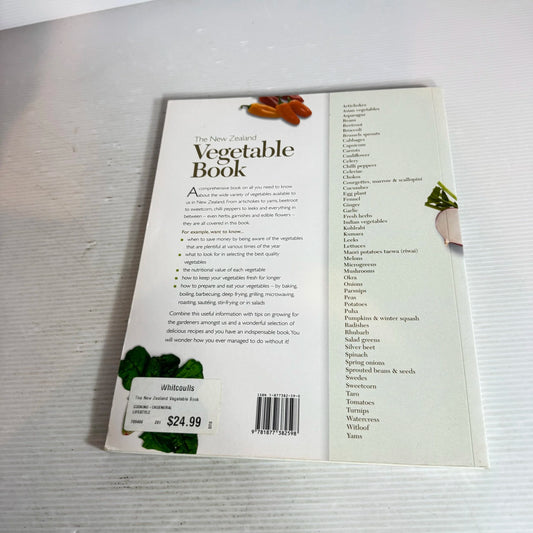 The New Zealand
Vegetable
Book
A comprehensive book on all you need to know
about the wide variety of vegetables available to
us in New Zealand. From artichokes to yams, beetroot
to sweetcorn, chilli peppers to leeks and everything in
between – even herbs, garnishes and edible flowers –
they are all covered in this book.
For example, want to know...
when to save money by being aware of the vegetables
that are plentiful at various times of the year
what to look for in selecting the best quality
vegetables
the nutritional value of each vegetable
how to keep your vegetables fresh for longer
how to prepare and eat your vegetables – by baking,
boiling, barbecuing, deep frying, grilling, microwaving,
roasting, sautéing, stir-frying or in salads
Combine this useful information with tips on growing for
the gardeners amongst us and a wonderful selection of
delicious recipes and you have an indispensable book. You
will wonder how you ever managed to do without it!
Whitcoulls
The New Zealand Vegetable Book
LIFESTYLE
201 $24.99
9 781877 382598
Artichokes
Asian vegetables
Asparagus
Beans
Beetroot
Broccoli
Brussels sprouts
Cabbages
Capsicum
Carrots
Cauliflower
Celery
Chilli peppers
Celeriac
Chokos
Courgettes, marrow & scallopini
Cucumber
Egg plant
Fennel
Ginger
Garlic
Fresh herbs
Indian vegetables
Kohlrabi
Kumara
Leeks
Lettuces
Maori potatoes taewa (riwai)
Melons
Microgreens
Mushrooms
Okra
Onions
Parsnips
Peas
Potatoes
Puha
Pumpkins & winter squash
Radishes
Rhubarb
Salad greens
Silver beet
Spinach
Spring onions
Sprouted beans & seeds
Swedes
Sweetcorn
Taro
Tomatoes
Turnips
Watercress
Witloof
Yams